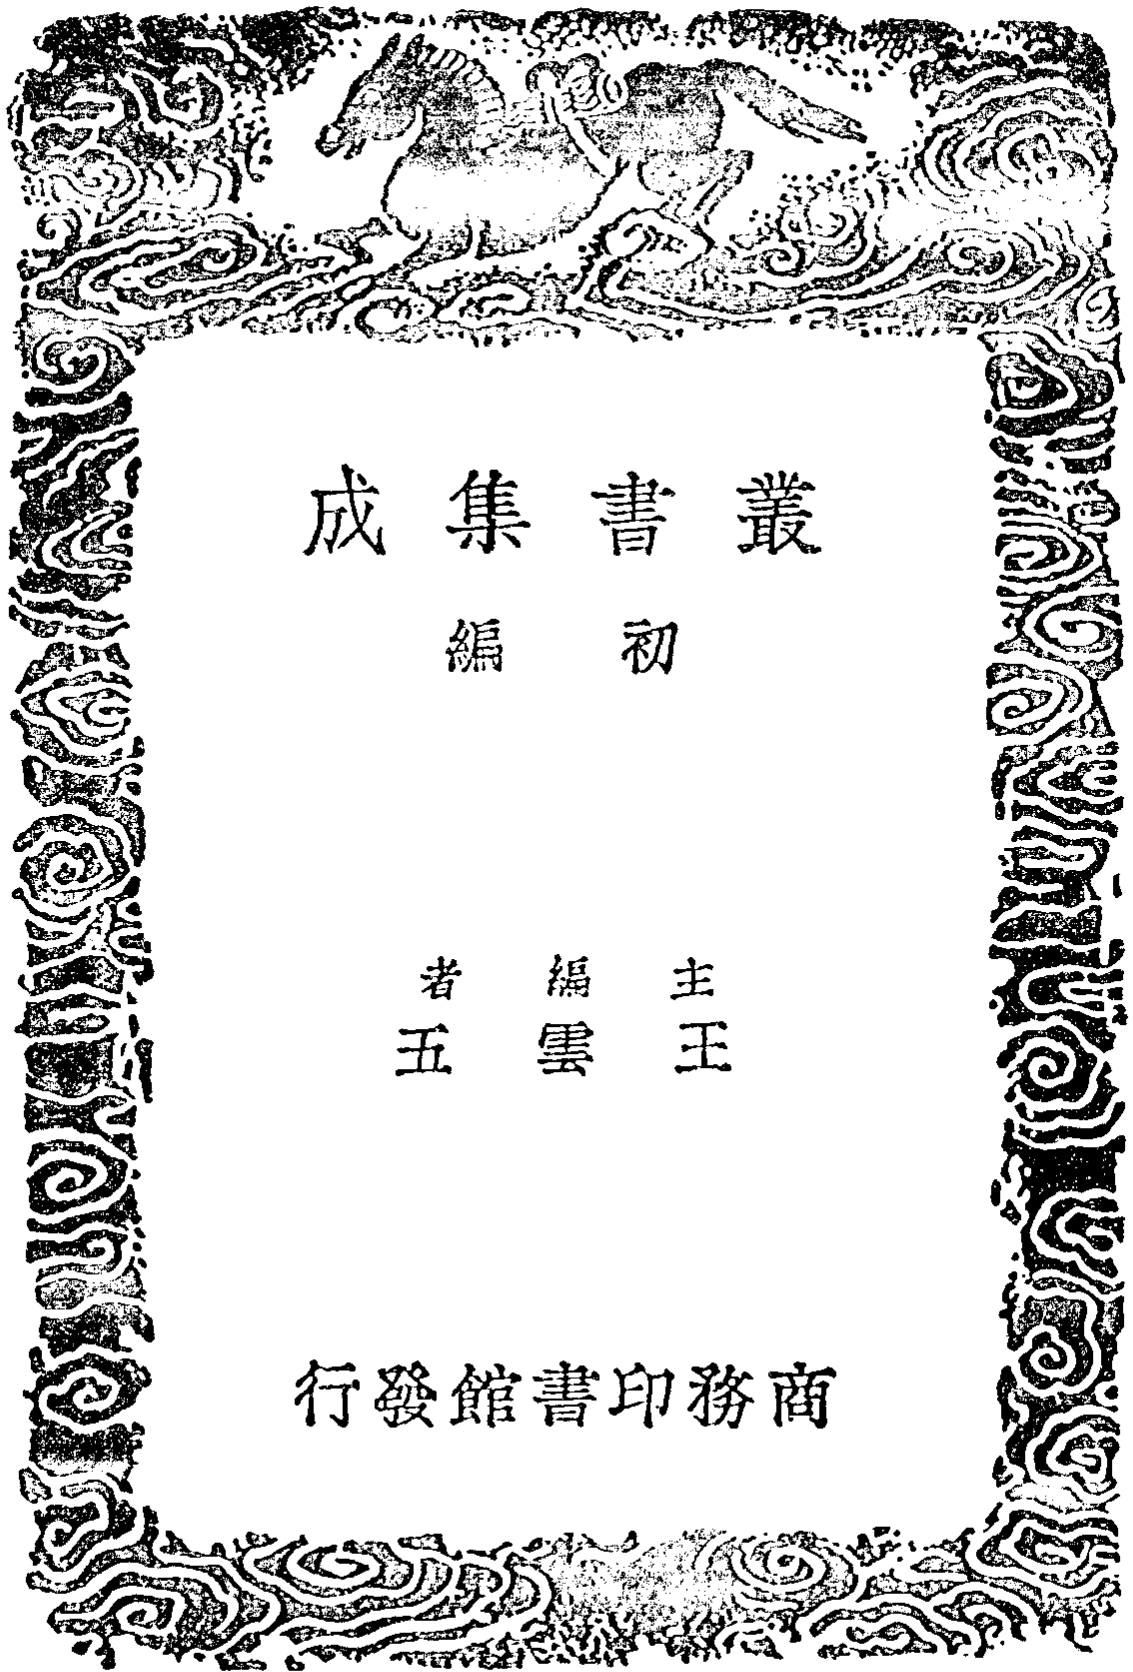 叢書集成
初編
主編者
王雲五
商務印書館發行